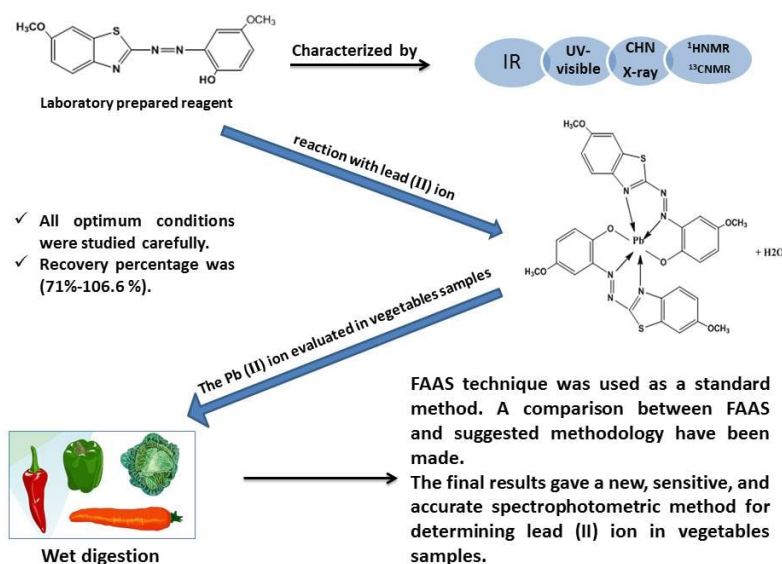 H₃CO
S
N
N=N
HO
OCH₃
Laboratory prepared reagent
Characterized by
IR
UV-
visible
CHN
X-ray
¹HNMR
¹³CNMR
reaction with lead (II) ion
H₃CO
S
N
N
N
O
OCH₃
Pb
O
H₃CO
N
N
N
S
OCH₃
+ H2O
✓ All optimum conditions
were studied carefully.
✓ Recovery percentage was
(71%-106.6 %).
The Pb (II) ion evaluated in vegetables samples
Wet digestion
FAAS technique was used as a standard
method. A comparison between FAAS
and suggested methodology have been
made.
The final results gave a new, sensitive, and
accurate spectrophotometric method for
determining lead (II) ion in vegetables
samples.